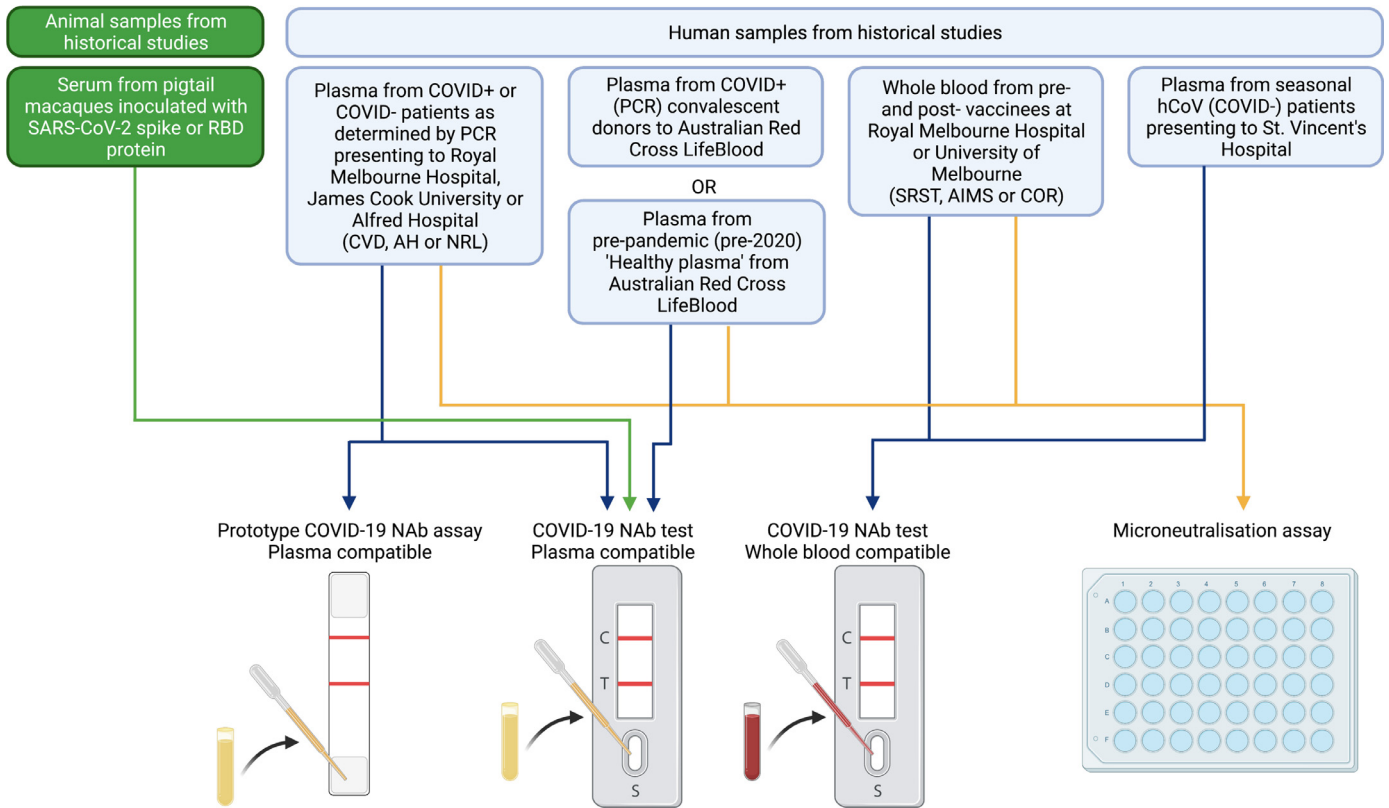 Animal samples from
historical studies
Human samples from historical studies
Serum from pigtail
macaques inoculated with
SARS-CoV-2 spike or RBD
protein
Plasma from COVID+ or
COVID- patients as
determined by PCR
presenting to Royal
Melbourne Hospital,
James Cook University or
Alfred Hospital
(CVD, AH or NRL)
Plasma from COVID+
(PCR) convalescent
donors to Australian Red
Cross LifeBlood
OR
Plasma from
pre-pandemic (pre-2020)
'Healthy plasma' from
Australian Red Cross
LifeBlood
Whole blood from pre-
and post- vaccinees at
Royal Melbourne Hospital
or University of
Melbourne
(SRST, AIMS or COR)
Plasma from seasonal
hCoV (COVID-) patients
presenting to St. Vincent's
Hospital
Prototype COVID-19 NAb assay
Plasma compatible
COVID-19 NAb test
Plasma compatible
C
T
S
COVID-19 NAb test
Whole blood compatible
C
T
S
Microneutralisation assay
1 2 3 4 5 6 7 8
A
B
C
D
E
F